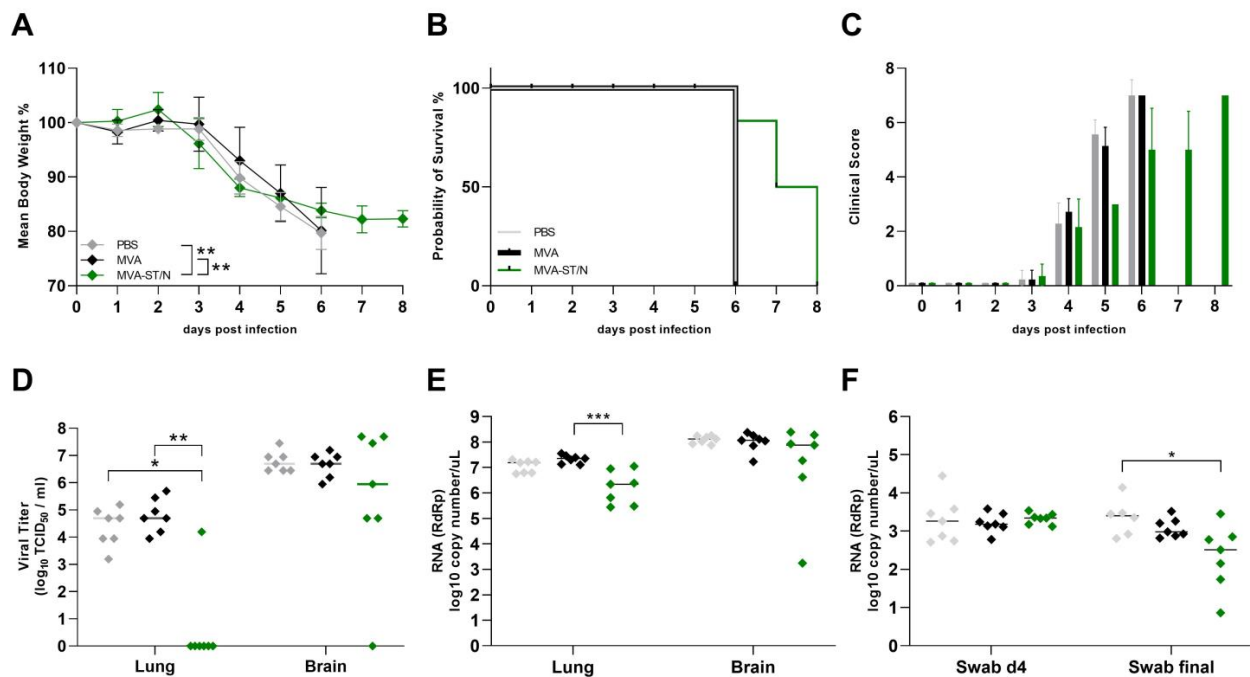 A
110
100
90
80
70
Mean Body Weight %
PBS
MVA
MVA-ST/N
**
**
0 1 2 3 4 5 6 7 8
days post infection
B
100
50
0
Probability of Survival %
PBS
MVA
MVA-ST/N
0 1 2 3 4 5 6 7 8
days post infection
C
8
6
4
2
0
Clinical Score
0 1 2 3 4 5 6 7 8
days post infection
D
8
7
6
5
4
3
2
1
0
Viral Titer
(log₁₀ TCID₅₀ / ml)
**
*
Lung Brain
E
9
8
7
6
5
4
3
2
1
0
RNA (RdRp)
log10 copy number/uL
***
Lung Brain
F
6
5
4
3
2
1
0
RNA (RdRp)
log10 copy number/uL
*
Swab d4 Swab final